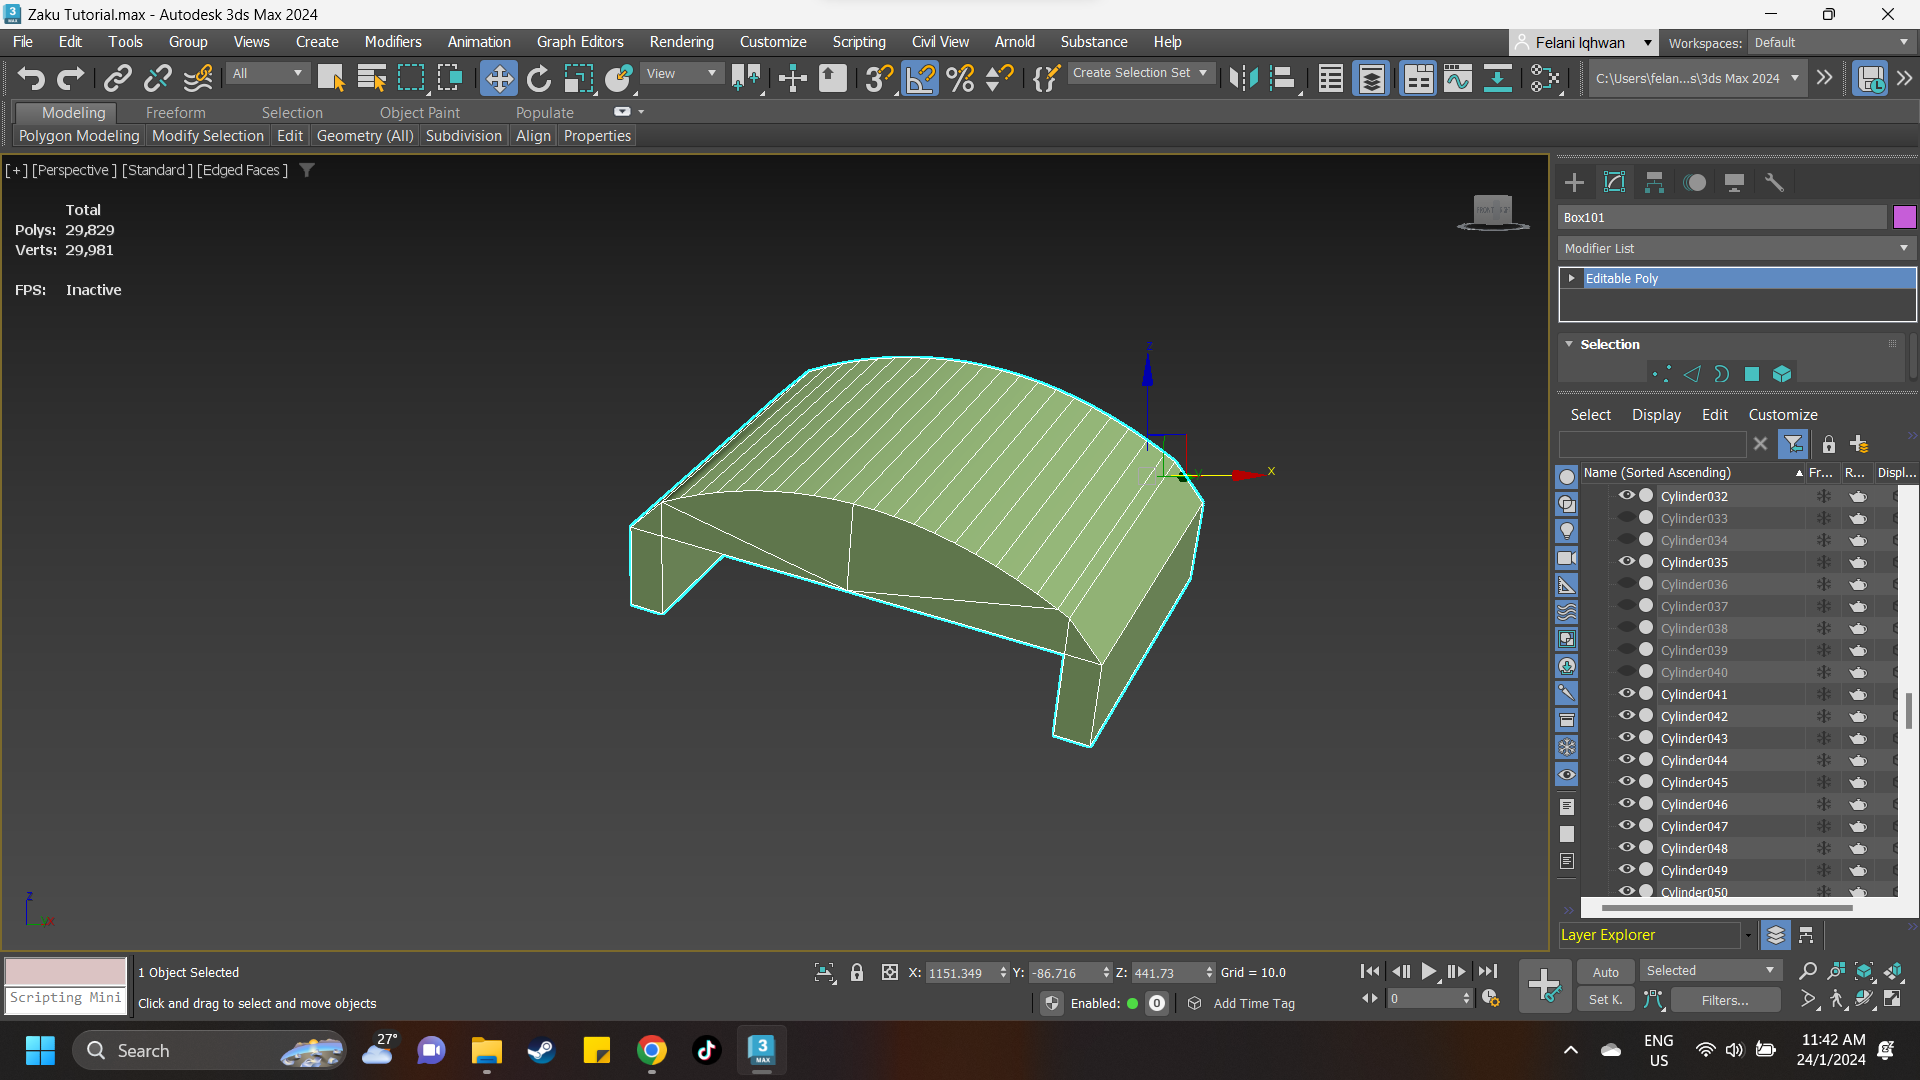 Zaku Tutorial.max - Autodesk 3ds Max 2024
File Edit Tools Group Views Create Modifiers Animation Graph Editors Rendering Customize Scripting Civil View Arnold Substance Help
Felani Iqhwan
Workspaces: Default
All
View
Create Selection Set
C:\Users\felan...s\3ds Max 2024
Modeling Freeform Selection Object Paint Populate
Polygon Modeling Modify Selection Edit Geometry (All) Subdivision Align Properties
[+] [Perspective ] [Standard ] [Edged Faces ]
Total
Polys: 29,829
Verts: 29,981
FPS: Inactive
FRONT
z
x
Box101
Modifier List
Editable Poly
Selection
Select Display Edit Customize
Name (Sorted Ascending) Fr... R... Displ...
Cylinder032
Cylinder033
Cylinder034
Cylinder035
Cylinder036
Cylinder037
Cylinder038
Cylinder039
Cylinder040
Cylinder041
Cylinder042
Cylinder043
Cylinder044
Cylinder045
Cylinder046
Cylinder047
Cylinder048
Cylinder049
Cylinder050
Layer Explorer
z
x
Scripting Mini
1 Object Selected
Click and drag to select and move objects
X: 1151.349 Y: -86.716 Z: 441.73 Grid = 10.0
Enabled: 0 Add Time Tag
0
Auto Selected
Set K. Filters...
Search
27°
3
MAX
ENG
US
11:42 AM
24/1/2024